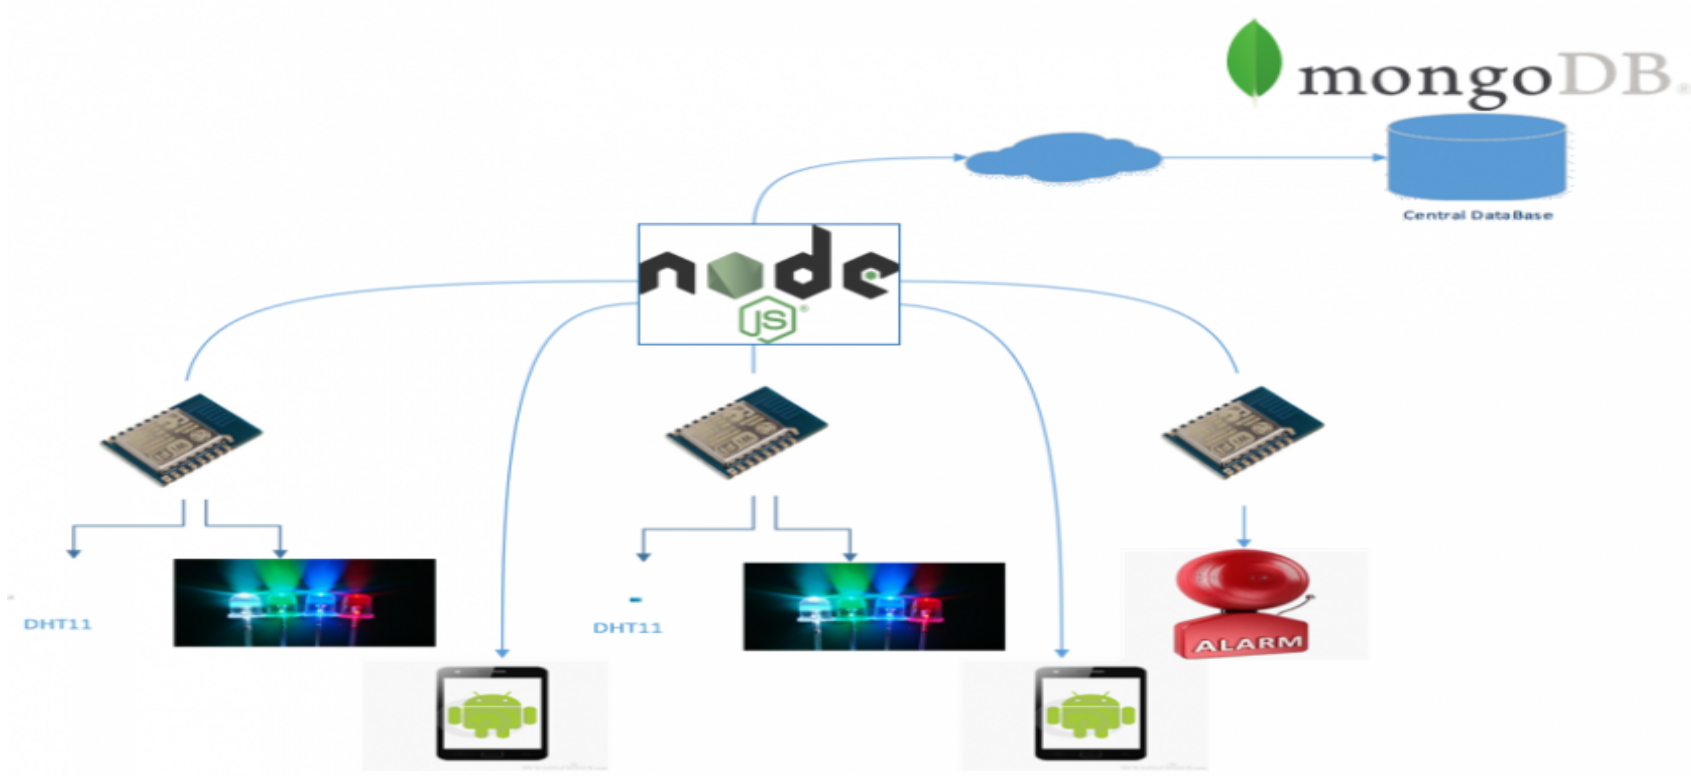 mongoDB®
Central DataBase
node
JS®
DHT11
DHT11
ALARM